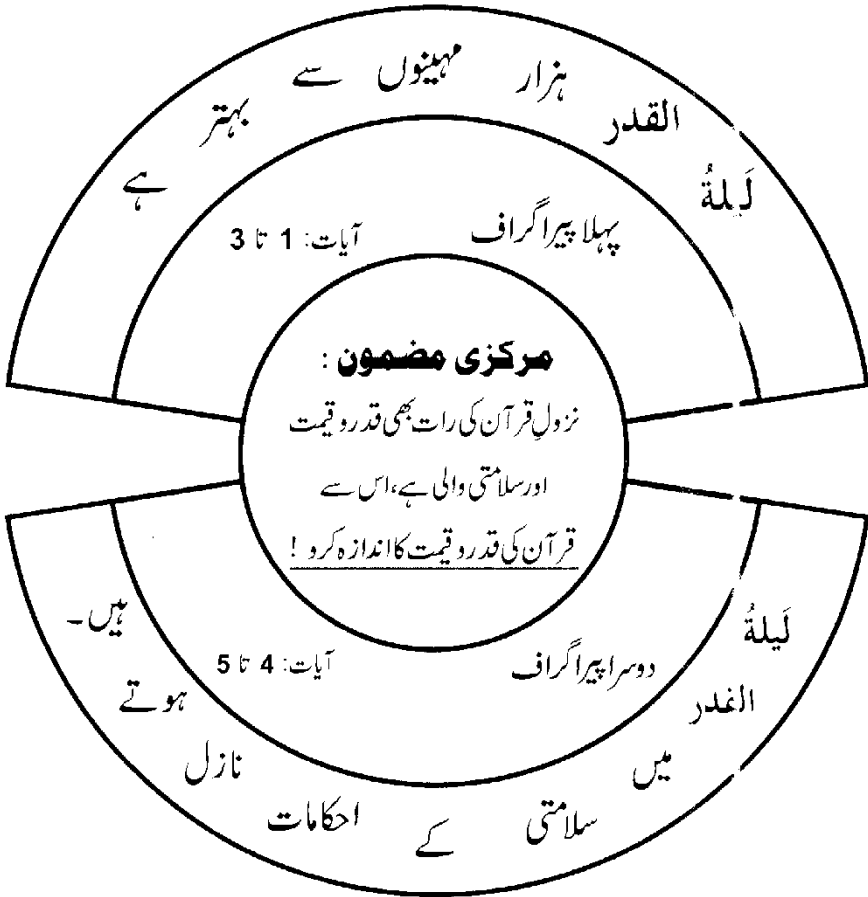 لَیلةُ القدر ہزار مہینوں سے بہتر ہے
پہلا پیراگراف آیات: 1 تا 3
مرکزی مضمون :
نزولِ قرآن کی رات بھی قدر و قیمت
اور سلامتی والی ہے، اس سے
قرآن کی قدر و قیمت کا اندازہ کرو !
دوسرا پیراگراف آیات: 4 تا 5
لَیلةُ القدر میں سلامتی کے احکامات نازل ہوتے ہیں۔